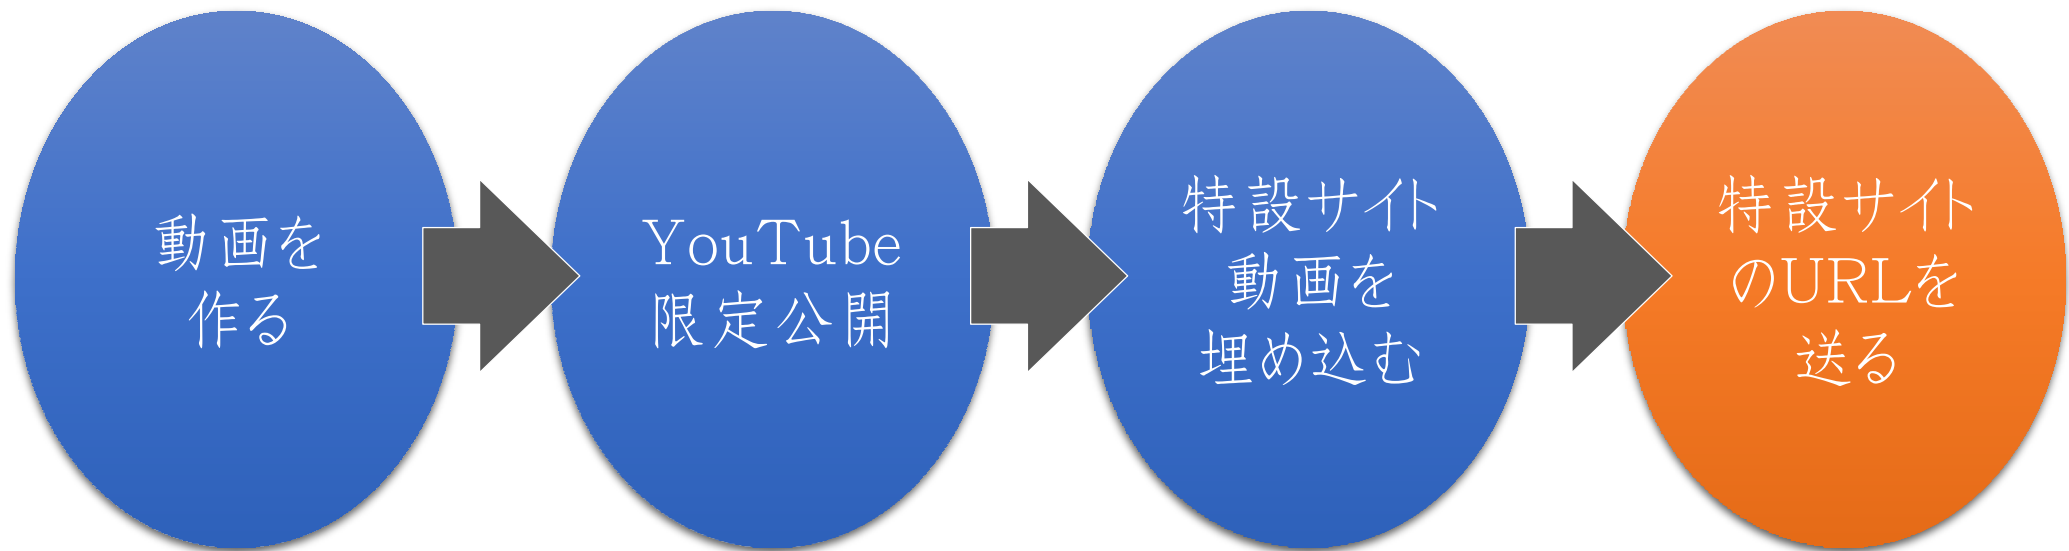 動画を
作る
YouTube
限定公開
特設サイト
動画を
埋め込む
特設サイト
のURLを
送る